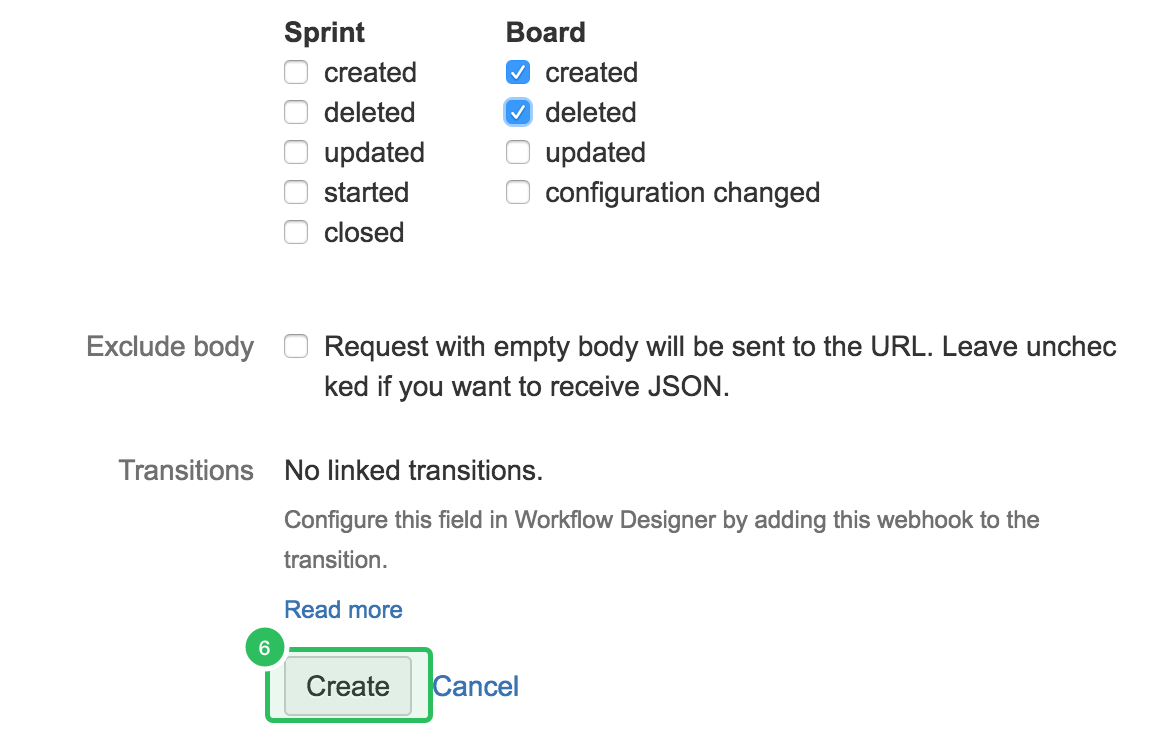 Sprint
Board
created
created
deleted
deleted
updated
updated
started
configuration changed
closed
Exclude body
Request with empty body will be sent to the URL. Leave unchec
ked if you want to receive JSON.
Transitions
No linked transitions.
Configure this field in Workflow Designer by adding this webhook to the
transition.
Read more
6
Create
Cancel